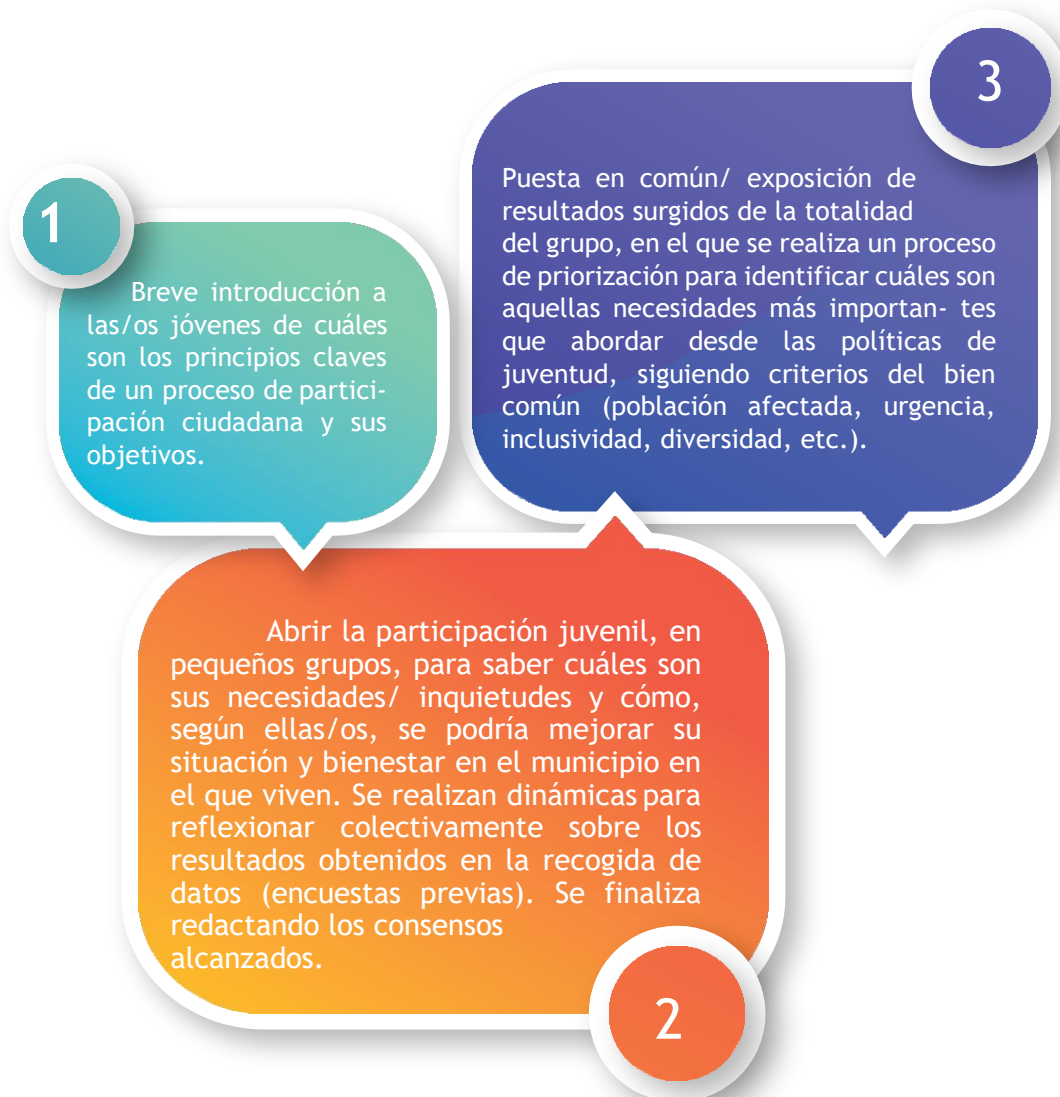 1
Breve introducción a
las/os jóvenes de cuáles
son los principios claves
de un proceso de partici-
pación ciudadana y sus
objetivos.
2
Abrir la participación juvenil, en
pequeños grupos, para saber cuáles son
sus necesidades/ inquietudes y cómo,
según ellas/os, se podría mejorar su
situación y bienestar en el municipio en
el que viven. Se realizan dinámicas para
reflexionar colectivamente sobre los
resultados obtenidos en la recogida de
datos (encuestas previas). Se finaliza
redactando los consensos
alcanzados.
3
Puesta en común/ exposición de
resultados surgidos de la totalidad
del grupo, en el que se realiza un proceso
de priorización para identificar cuáles son
aquellas necesidades más importan- tes
que abordar desde las políticas de
juventud, siguiendo criterios del bien
común (población afectada, urgencia,
inclusividad, diversidad, etc.).